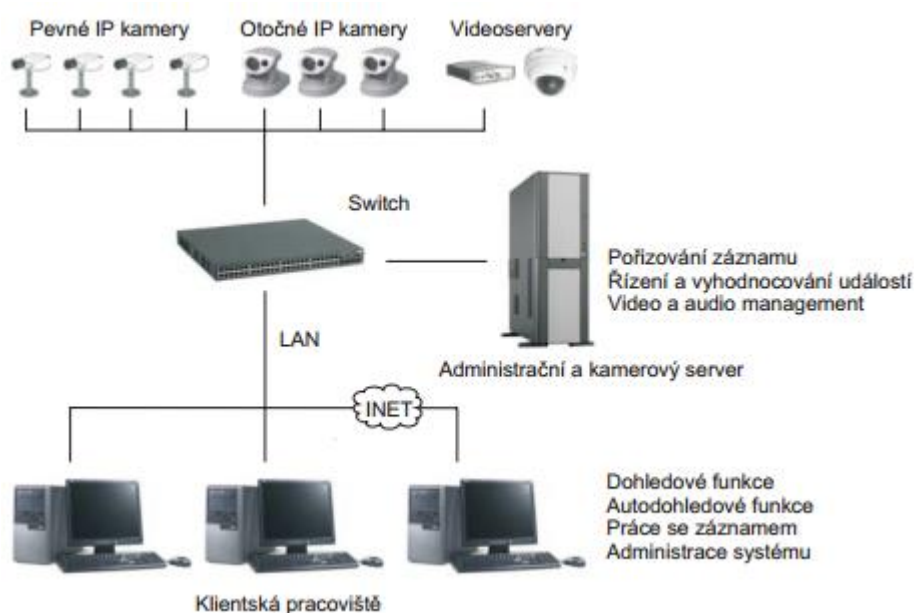 Pevné IP kamery
Otočné IP kamery
Videoservery
Switch
Pořizování záznamu
Řízení a vyhodnocování událostí
Video a audio management
LAN
Administrační a kamerový server
INET
Dohledové funkce
Autodohledové funkce
Práce se záznamem
Administrace systému
Klientská pracoviště